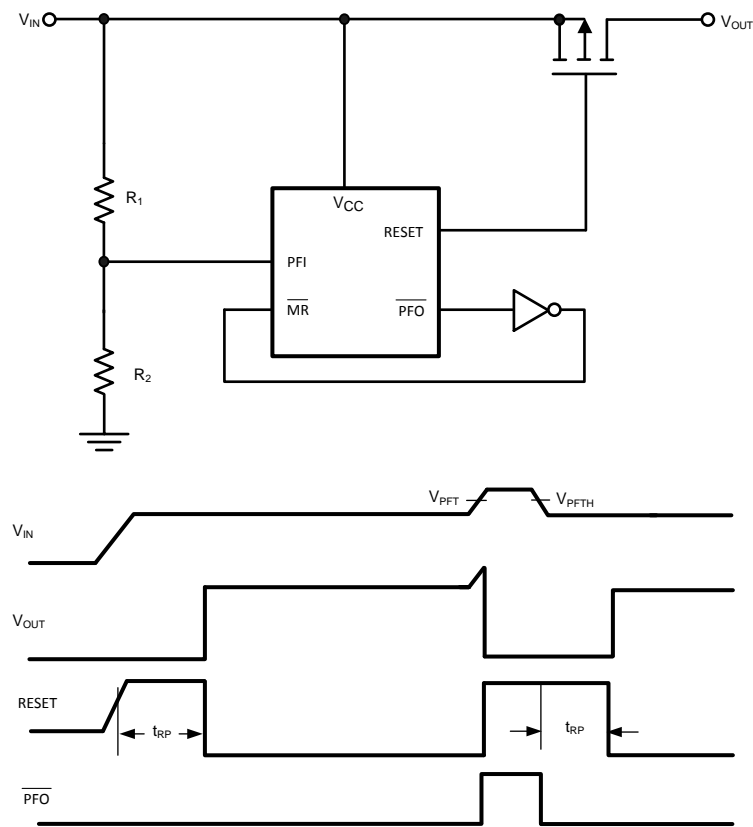 VIN
VOUT
R1
VCC
RESET
PFI
MR
PFO
R2
VPFT
VPFTH
VIN
VOUT
RESET
tRP
tRP
PFO